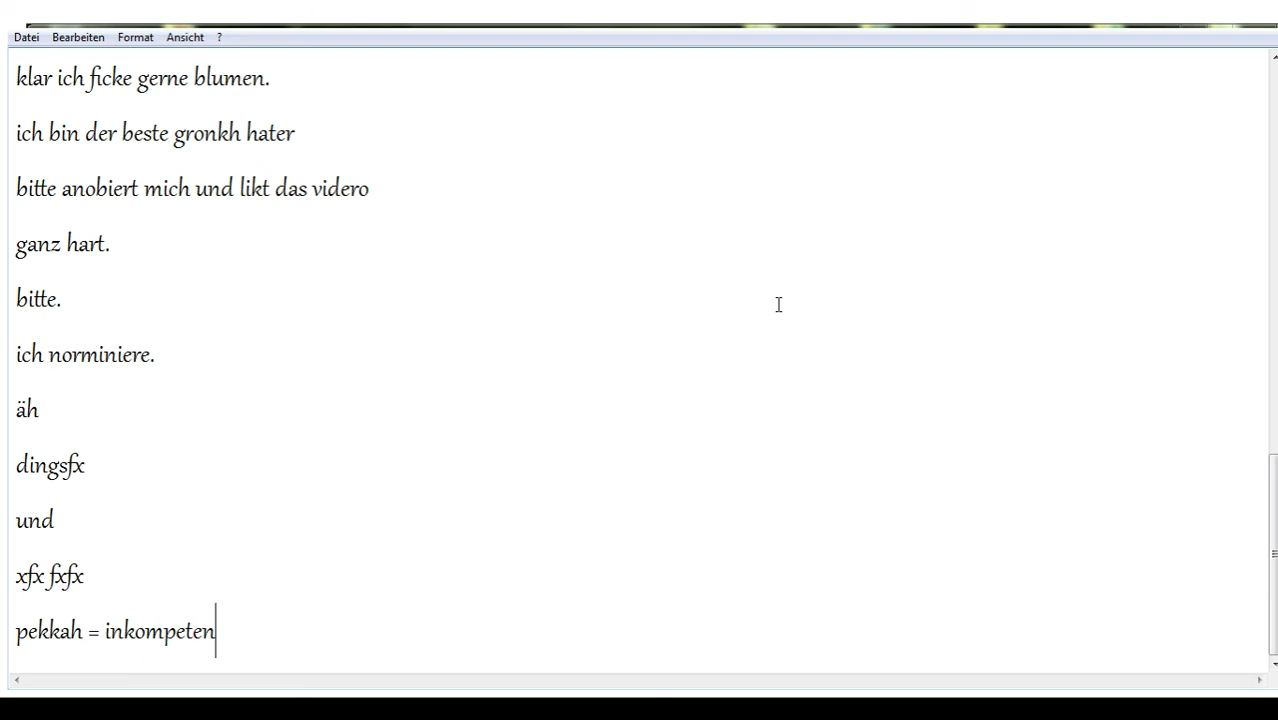 Datei Bearbeiten Format Ansicht ?
klar ich ficke gerne blumen.
ich bin der beste gronkh hater
bitte anobiert mich und likt das videro
ganz hart.
bitte.
ich norminiere.
äh
dingsfx
und
xfx fxfx
pekkah = inkompeten